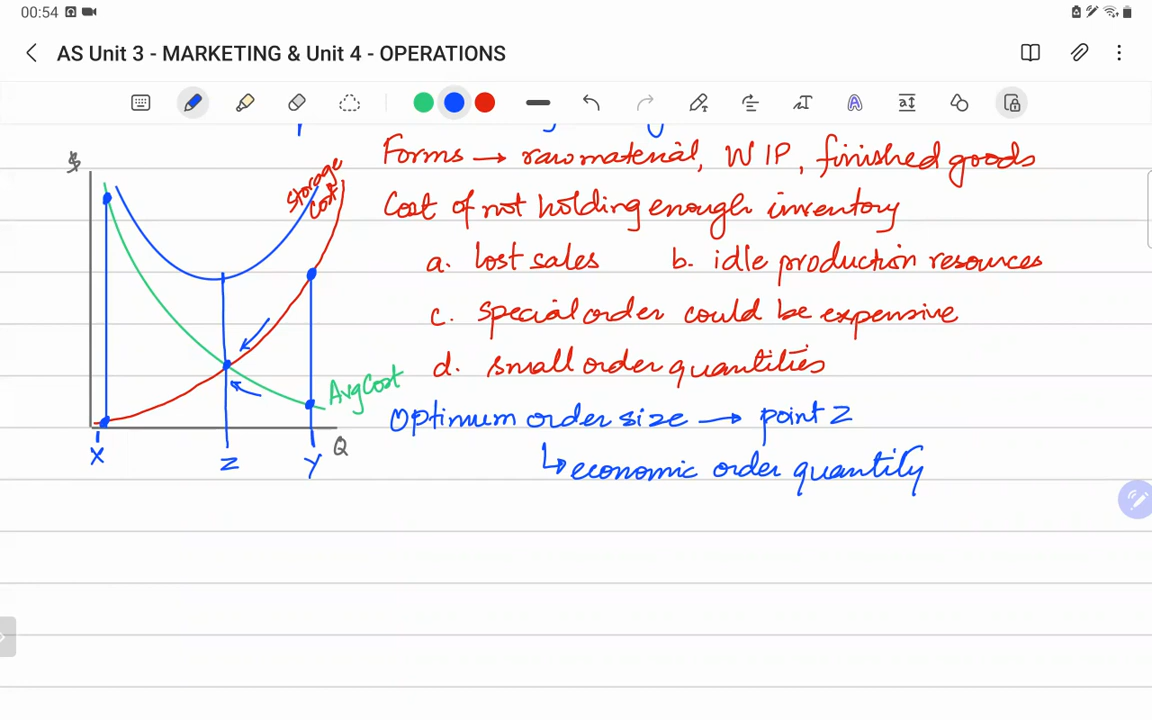 00:54
AS Unit 3 - MARKETING & Unit 4 - OPERATIONS
$
Storage
Cost
Avg Cost
Q
X
Z
Y
Forms → raw material, WIP, finished goods
Cost of not holding enough inventory
a. lost sales b. idle production resources
c. special order could be expensive
d. small order quantities
Optimum order size → point Z
↳ economic order quantity